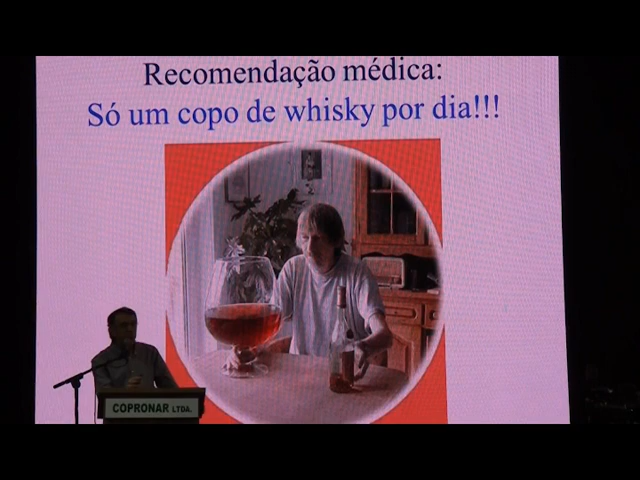 Recomendação médica:
Só um copo de whisky por dia!!!
COPRONAR LTDA.